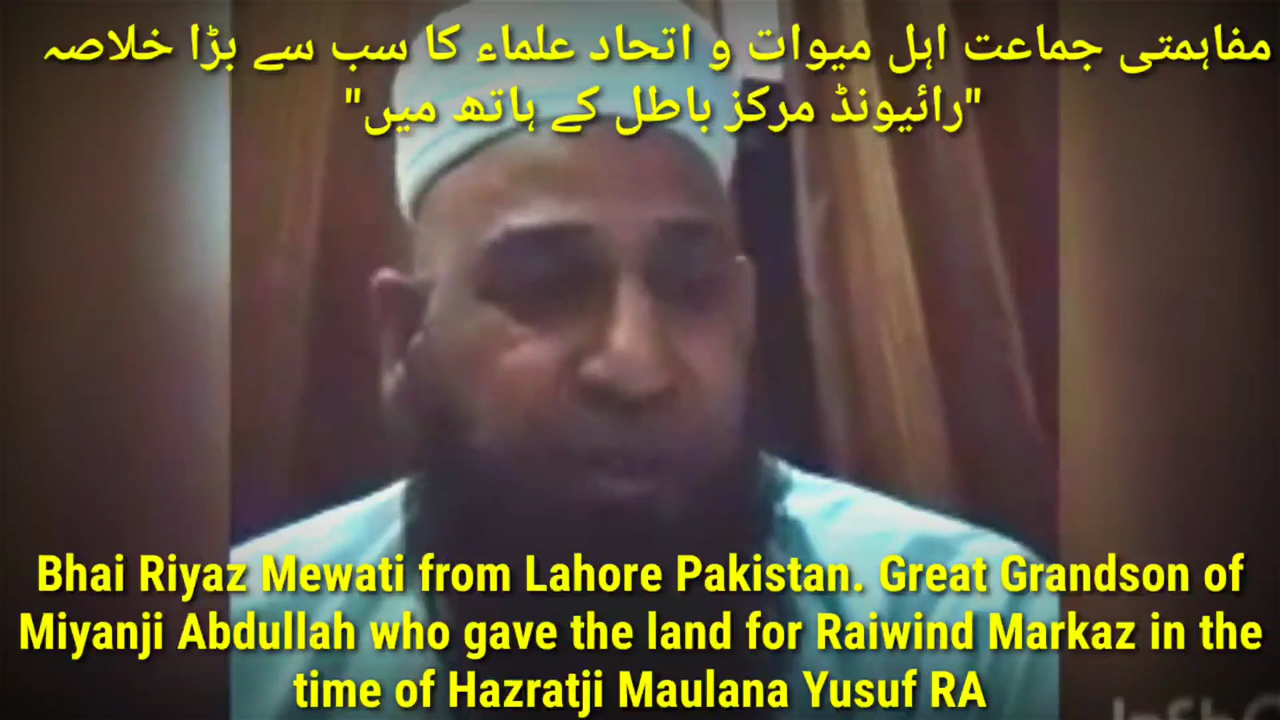 مفاہمتی جماعت اہل میوات و اتحاد علماء کا سب سے بڑا خلاصہ
"رائیونڈ مرکز باطل کے ہاتھ میں"
Bhai Riyaz Mewati from Lahore Pakistan. Great Grandson of
Miyanji Abdullah who gave the land for Raiwind Markaz in the
time of Hazratji Maulana Yusuf RA